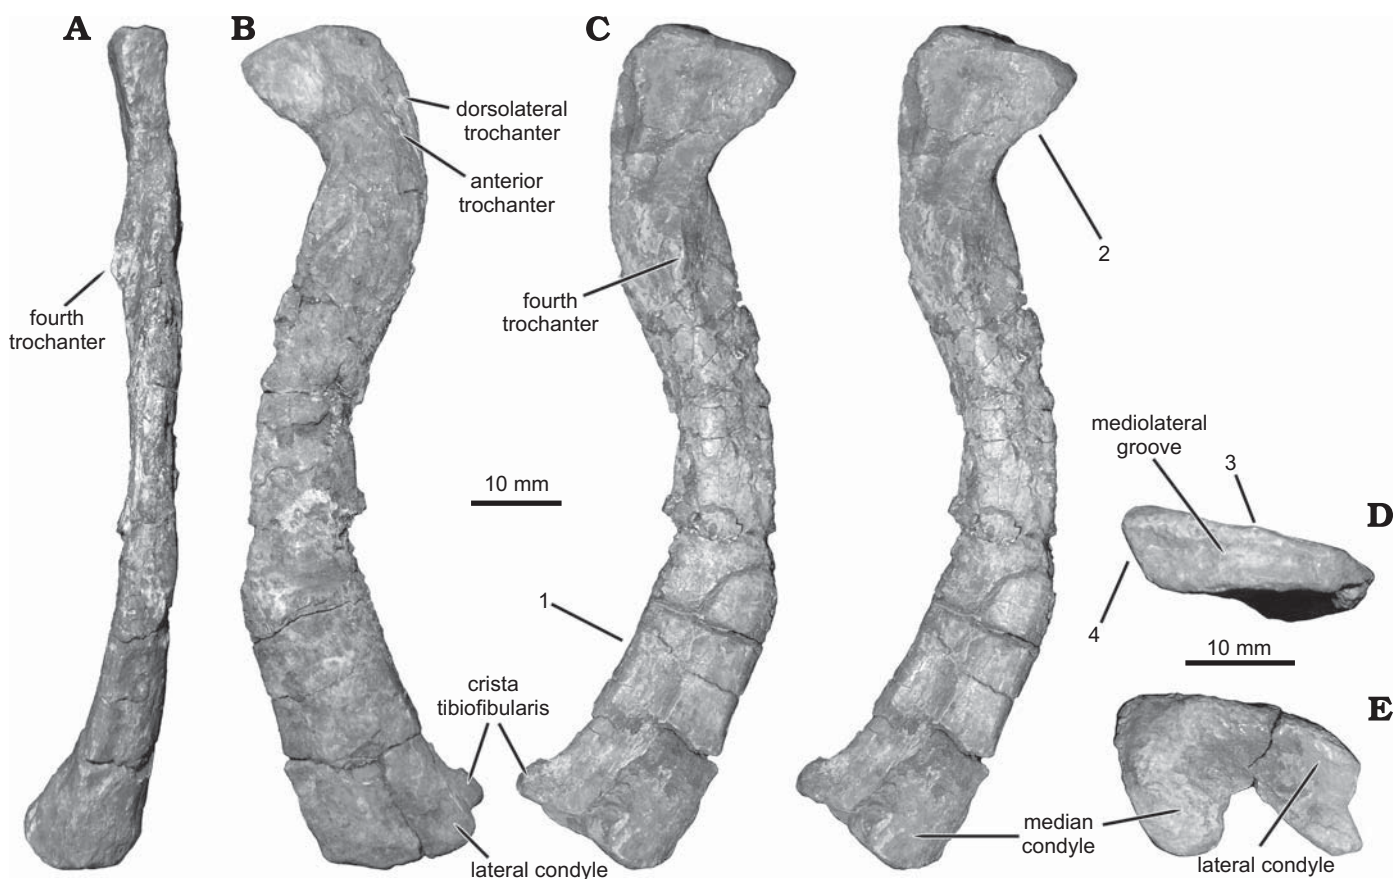 A
B
C
dorsolateral
trochanter
anterior
trochanter
2
fourth
trochanter
fourth
trochanter
mediolateral
groove
3
D
10 mm
4
1
10 mm
crista
tibiofibularis
E
median
condyle
lateral condyle
lateral condyle